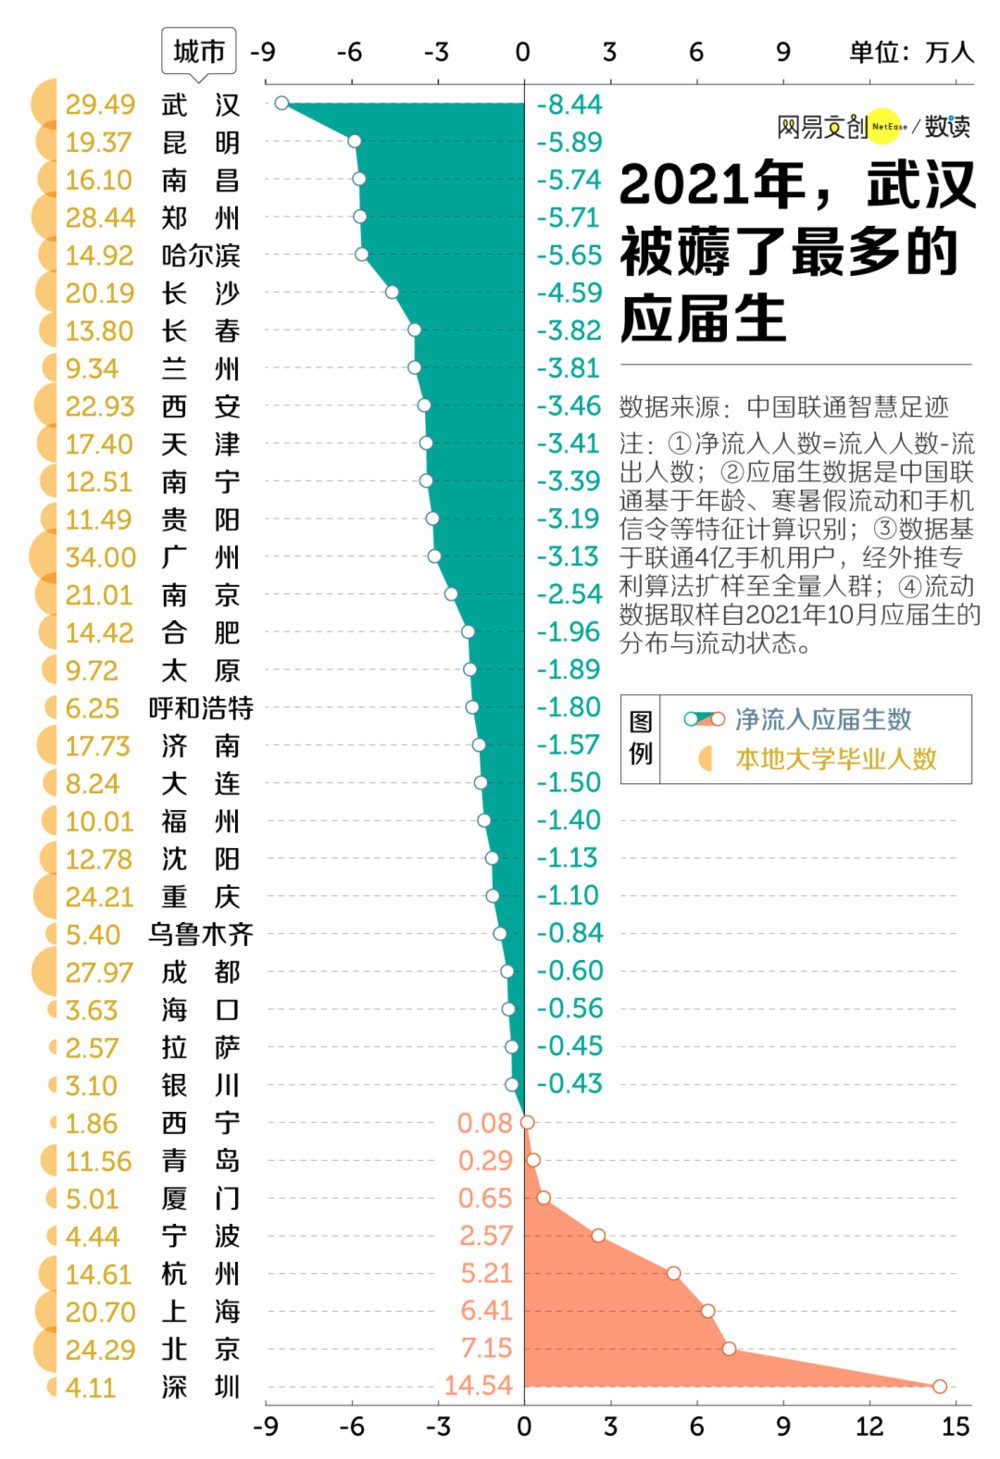 城市 -9 -6 -3 0 3 6 9 单位：万人
29.49 武汉 -8.44
19.37 昆明 -5.89
16.10 南昌 -5.74
28.44 郑州 -5.71
14.92 哈尔滨 -5.65
20.19 长沙 -4.59
13.80 长春 -3.82
9.34 兰州 -3.81
22.93 西安 -3.46
17.40 天津 -3.41
12.51 南宁 -3.39
11.49 贵阳 -3.19
34.00 广州 -3.13
21.01 南京 -2.54
14.42 合肥 -1.96
9.72 太原 -1.89
6.25 呼和浩特 -1.80
17.73 济南 -1.57
8.24 大连 -1.50
10.01 福州 -1.40
12.78 沈阳 -1.13
24.21 重庆 -1.10
5.40 乌鲁木齐 -0.84
27.97 成都 -0.60
3.63 海口 -0.56
2.57 拉萨 -0.45
3.10 银川 -0.43
1.86 西宁 0.08
11.56 青岛 0.29
5.01 厦门 0.65
4.44 宁波 2.57
14.61 杭州 5.21
20.70 上海 6.41
24.29 北京 7.15
4.11 深圳 14.54
-9 -6 -3 0 3 6 9 12 15
网易文创 NetEase / 数读
2021年，武汉
被薅了最多的
应届生
数据来源：中国联通智慧足迹
注：①净流入人数=流入人数-流
出人数；②应届生数据是中国联
通基于年龄、寒暑假流动和手机
信令等特征计算识别；③数据基
于联通4亿手机用户，经外推专
利算法扩样至全量人群；④流动
数据取样自2021年10月应届生的
分布与流动状态。
图例
净流入应届生数
本地大学毕业人数